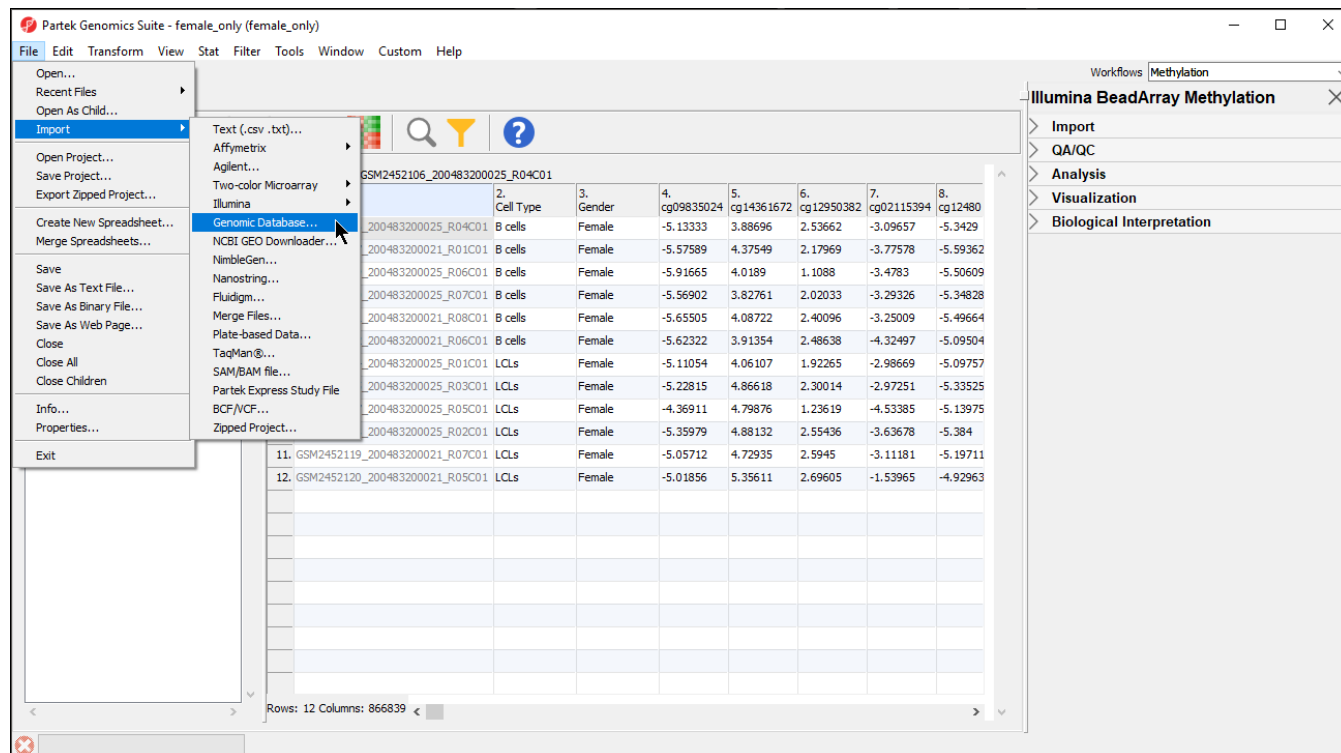 Partek Genomics Suite - female_only (female_only)
File Edit Transform View Stat Filter Tools Window Custom Help
Open...
Recent Files
Open As Child...
Import
Open Project...
Save Project...
Export Zipped Project...
Create New Spreadsheet...
Merge Spreadsheets...
Save
Save As Text File...
Save As Binary File...
Save As Web Page...
Close
Close All
Close Children
Info...
Properties...
Exit
Text (.csv .txt)...
Affymetrix
Agilent...
Two-color Microarray
Illumina
Genomic Database...
NCBI GEO Downloader...
NimbleGen...
Nanostring...
Fluidigm...
Merge Files...
Plate-based Data...
TaqMan®...
SAM/BAM file...
Partek Express Study File
BCF/VCF...
Zipped Project...
GSM2452106_200483200025_R04C01
2. 3. 4. 5. 6. 7. 8.
Cell Type Gender cg09835024 cg14361672 cg12950382 cg02115394 cg12480
_200483200025_R04C01 B cells Female -5.13333 3.88696 2.53662 -3.09657 -5.3429
_200483200021_R01C01 B cells Female -5.57589 4.37549 2.17969 -3.77578 -5.59362
_200483200025_R06C01 B cells Female -5.91665 4.0189 1.1088 -3.4783 -5.50609
_200483200025_R07C01 B cells Female -5.56902 3.82761 2.02033 -3.29326 -5.34828
_200483200021_R08C01 B cells Female -5.65505 4.08722 2.40096 -3.25009 -5.49664
_200483200021_R06C01 B cells Female -5.62322 3.91354 2.48638 -4.32497 -5.09504
_200483200025_R01C01 LCLs Female -5.11054 4.06107 1.92265 -2.98669 -5.09757
_200483200025_R03C01 LCLs Female -5.22815 4.86618 2.30014 -2.97251 -5.33525
_200483200025_R05C01 LCLs Female -4.36911 4.79876 1.23619 -4.53385 -5.13975
_200483200025_R02C01 LCLs Female -5.35979 4.88132 2.55436 -3.63678 -5.384
11. GSM2452119_200483200021_R07C01 LCLs Female -5.05712 4.72935 2.5945 -3.11181 -5.19711
12. GSM2452120_200483200021_R05C01 LCLs Female -5.01856 5.35611 2.69605 -1.53965 -4.92963
Rows: 12 Columns: 866839
Workflows Methylation
Illumina BeadArray Methylation
Import
QA/QC
Analysis
Visualization
Biological Interpretation